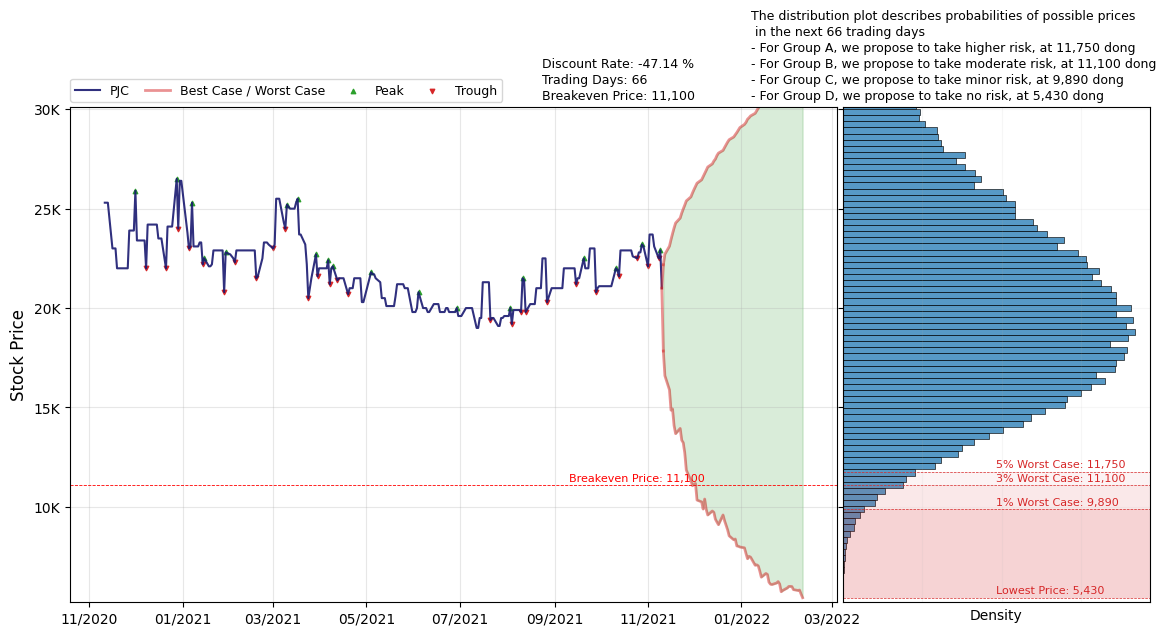 The distribution plot describes probabilities of possible prices
in the next 66 trading days
- For Group A, we propose to take higher risk, at 11,750 dong
- For Group B, we propose to take moderate risk, at 11,100 dong
- For Group C, we propose to take minor risk, at 9,890 dong
- For Group D, we propose to take no risk, at 5,430 dong
Discount Rate: -47.14 %
Trading Days: 66
Breakeven Price: 11,100
PJC
Best Case / Worst Case
Peak
Trough
Stock Price
30K
25K
20K
15K
10K
Breakeven Price: 11,100
5% Worst Case: 11,750
3% Worst Case: 11,100
1% Worst Case: 9,890
Lowest Price: 5,430
11/2020
01/2021
03/2021
05/2021
07/2021
09/2021
11/2021
01/2022
03/2022
Density